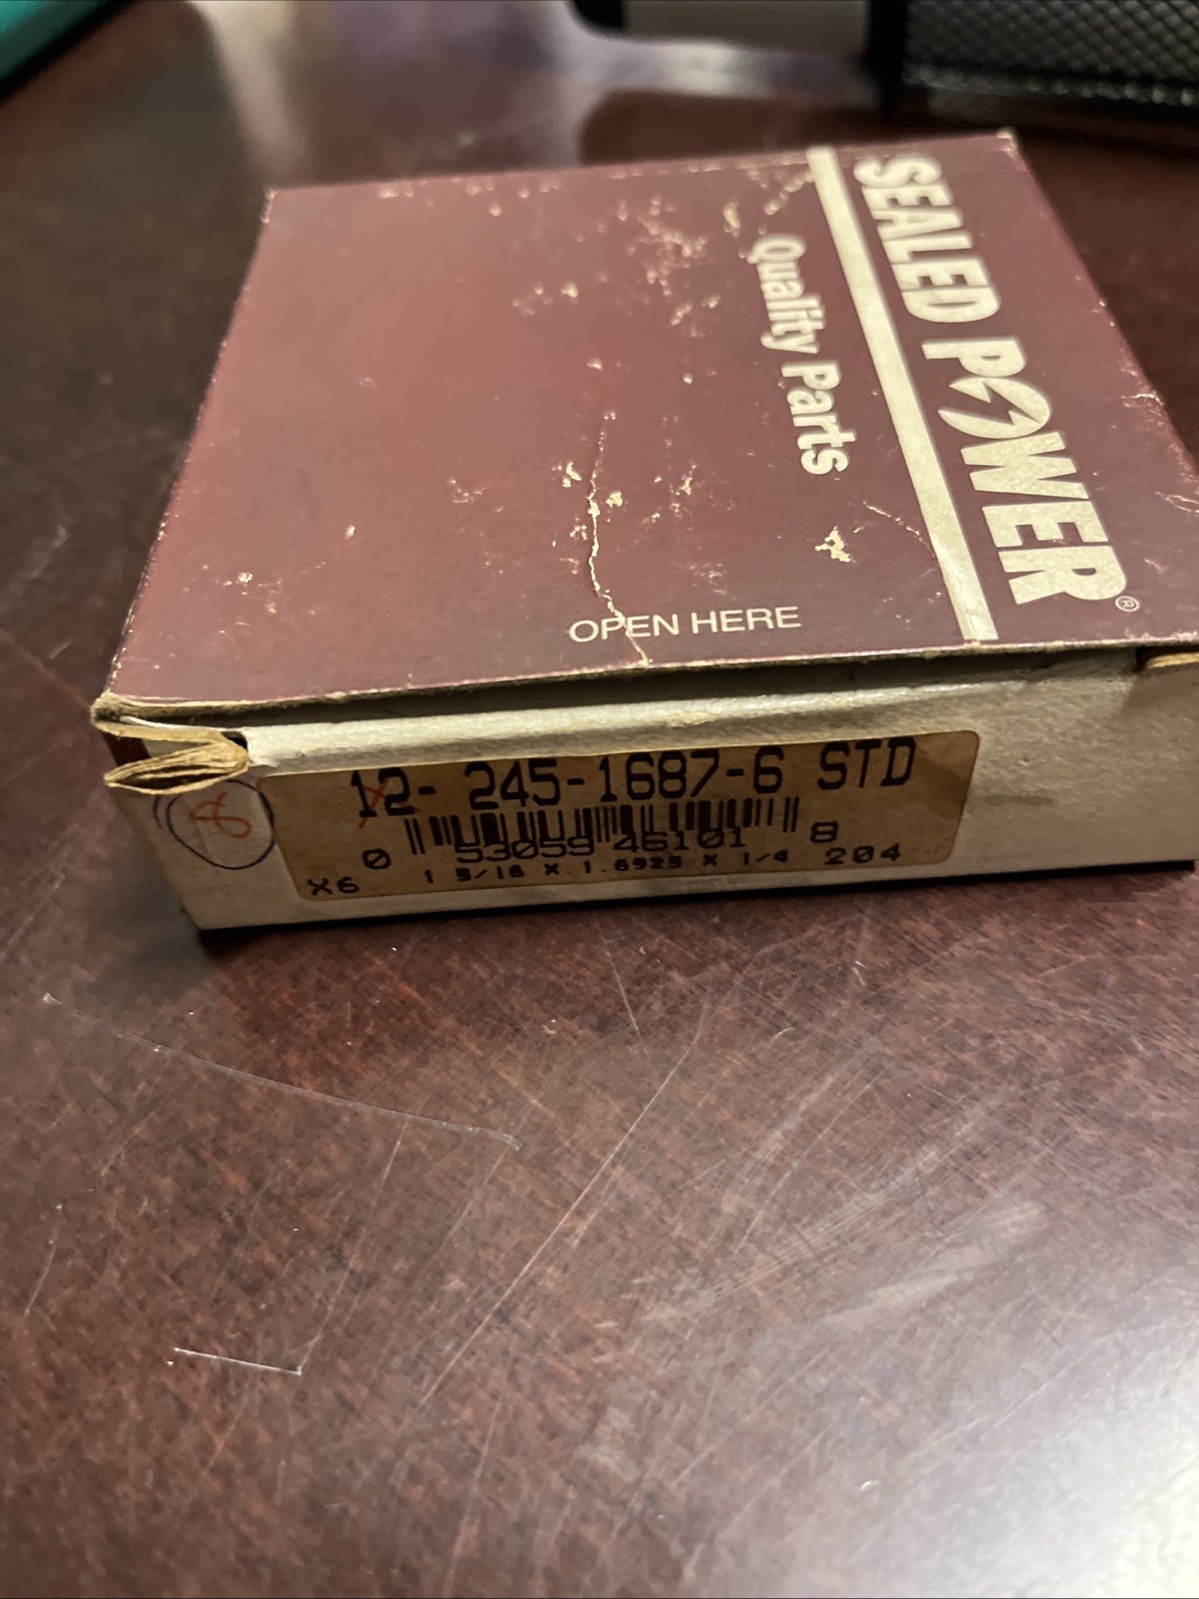 SEALED POWER®
Quality Parts
OPEN HERE
12- 245-1687-6 STD
0 53059 46101 8
X6 1 5/16 X 1.6925 X 1/4 204
8